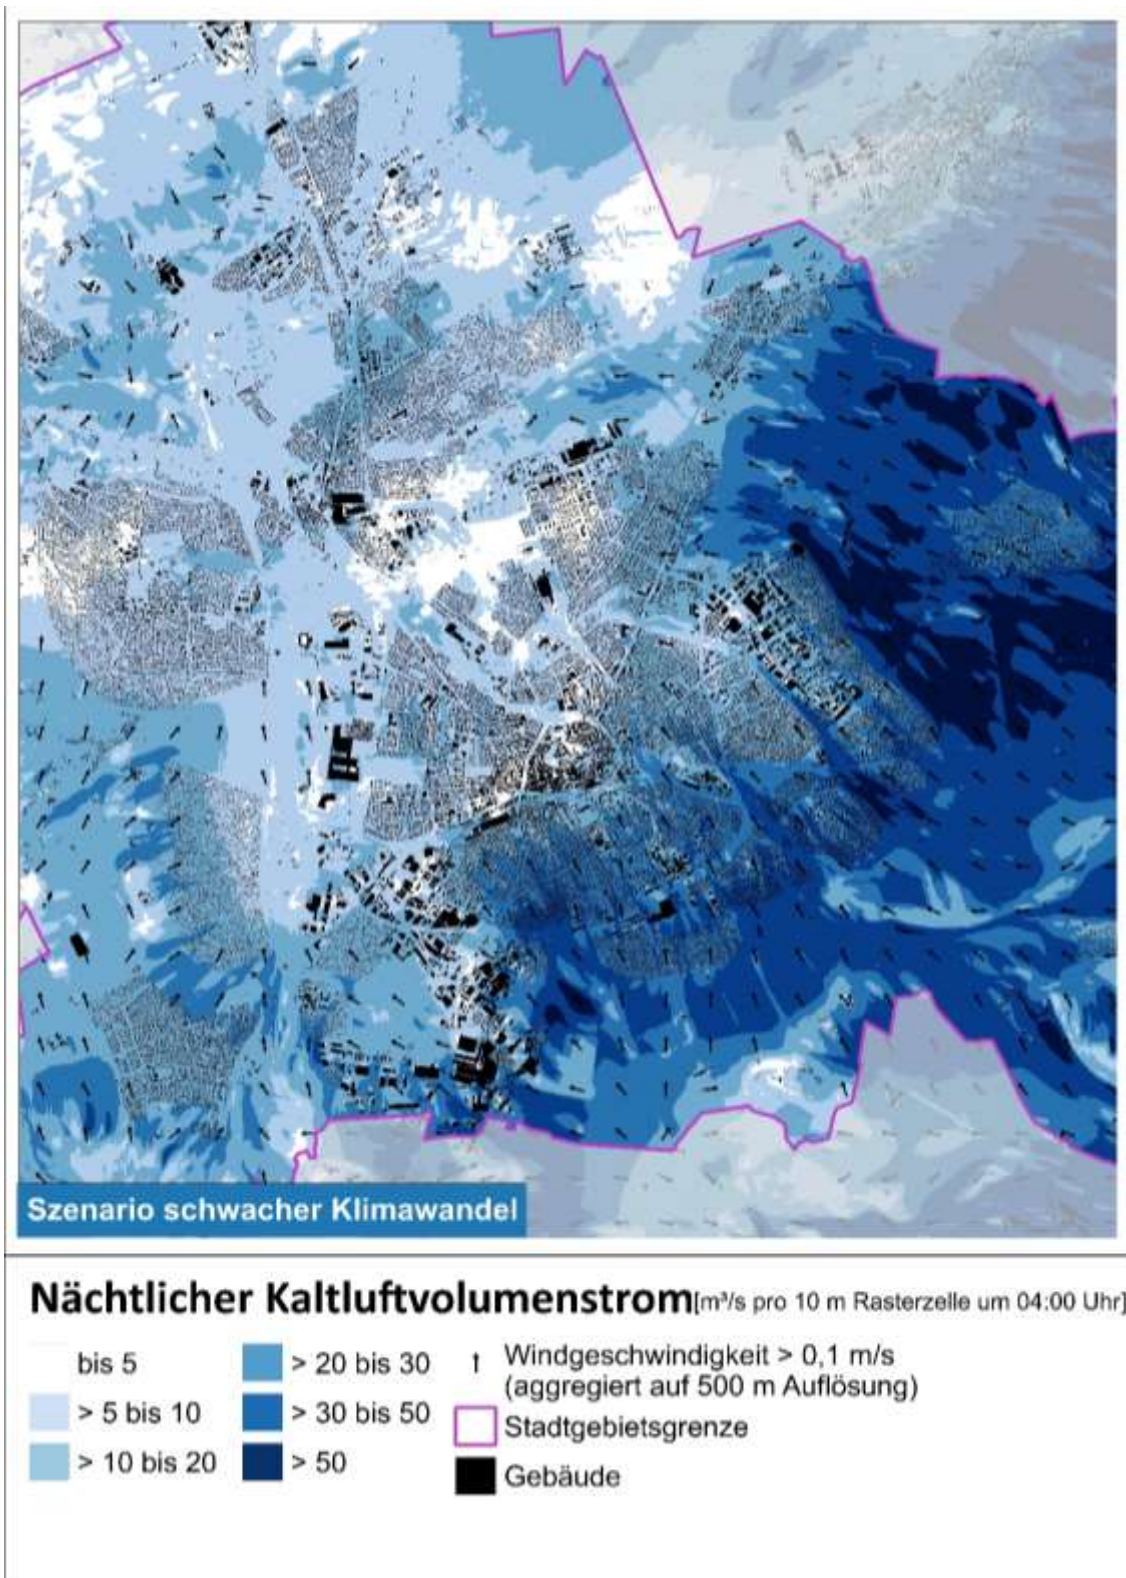 Szenario schwacher Klimawandel
Nächtlicher Kaltluftvolumenstrom[m³/s pro 10 m Rasterzelle um 04:00 Uhr]
bis 5
> 5 bis 10
> 10 bis 20
> 20 bis 30
> 30 bis 50
> 50
Windgeschwindigkeit > 0,1 m/s
(aggregiert auf 500 m Auflösung)
Stadtgebietsgrenze
Gebäude